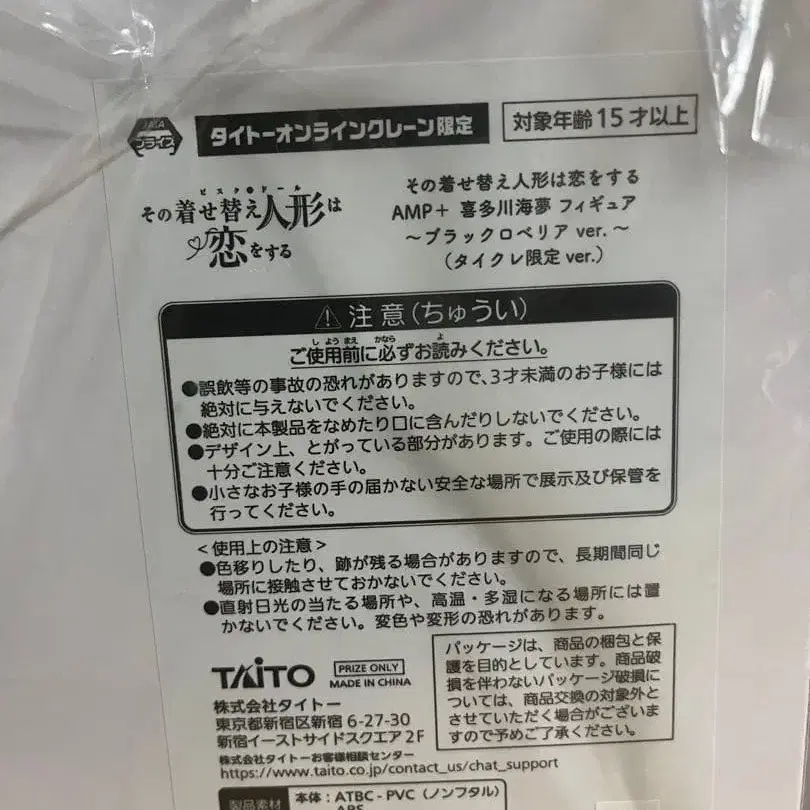 JAIA
プライズ
タイトーオンラインクレーン限定
対象年齢15才以上
ビスク・ドール
その着せ替え人形は
恋をする
その着せ替え人形は恋をする
AMP+ 喜多川海夢 フィギュア
～ブラックロベリア ver.～
（タイクレ限定 ver.）
⚠ 注意（ちゅうい）
しようまえ かなら よ
ご使用前に必ずお読みください。
●誤飲等の事故の恐れがありますので、3才未満のお子様には
絶対に与えないでください。
●絶対に本製品をなめたり口に含んだりしないでください。
●デザイン上、とがっている部分があります。ご使用の際には
十分ご注意ください。
●小さなお子様の手の届かない安全な場所で展示及び保管を
行ってください。
＜使用上の注意＞
●色移りしたり、跡が残る場合がありますので、長期間同じ
場所に接触させておかないでください。
●直射日光の当たる場所や、高温・多湿になる場所には置
かないでください。変色や変形の恐れがあります。
TAITO
PRIZE ONLY
MADE IN CHINA
株式会社タイトー
東京都新宿区新宿 6-27-30
新宿イーストサイドスクエア 2F
株式会社タイトーお客様相談センター
https://www.taito.co.jp/contact_us/chat_support
パッケージは、商品の梱包と保
護を目的としています。商品破
損を伴わないパッケージ破損に
ついては、商品交換の対象外と
させていただく場合がございま
すので予めご了承ください。
製品素材
本体：ATBC-PVC（ノンフタル）
ABS